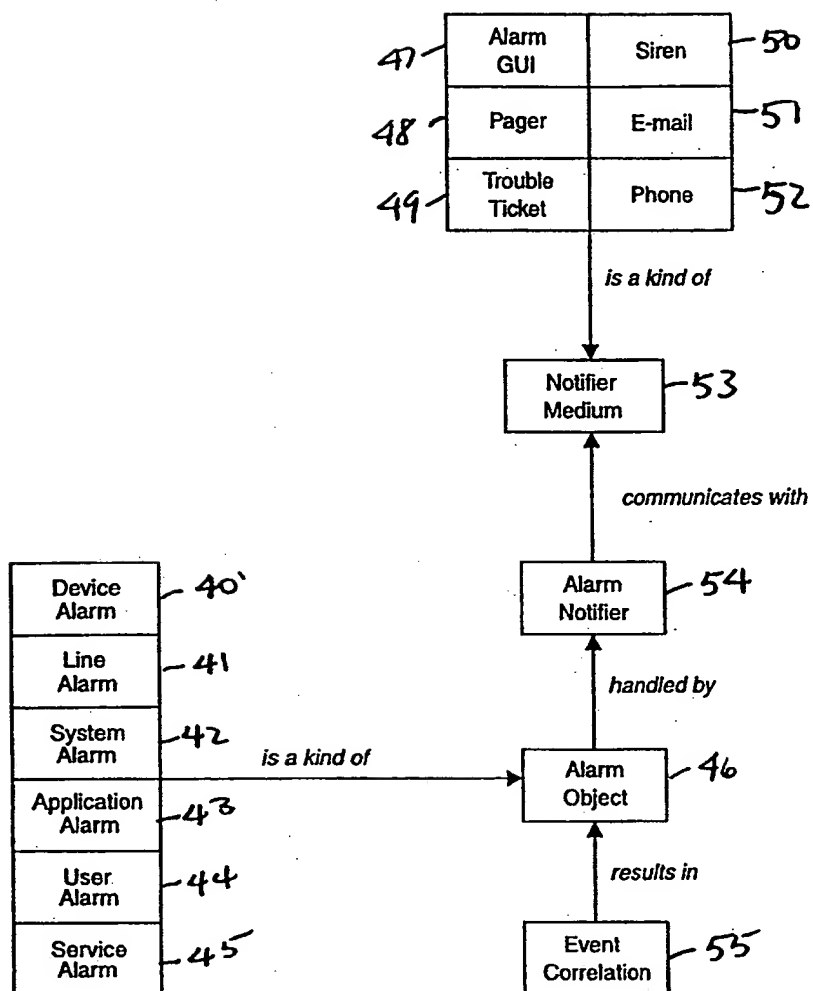 47
Alarm
GUI
Siren
50
48
Pager
E-mail
51
49
Trouble
Ticket
Phone
52
is a kind of
Notifier
Medium
53
communicates with
Device
Alarm
40
Alarm
Notifier
54
Line
Alarm
41
handled by
System
Alarm
42
is a kind of
Alarm
Object
46
Application
Alarm
43
User
Alarm
44
results in
Service
Alarm
45
Event
Correlation
55